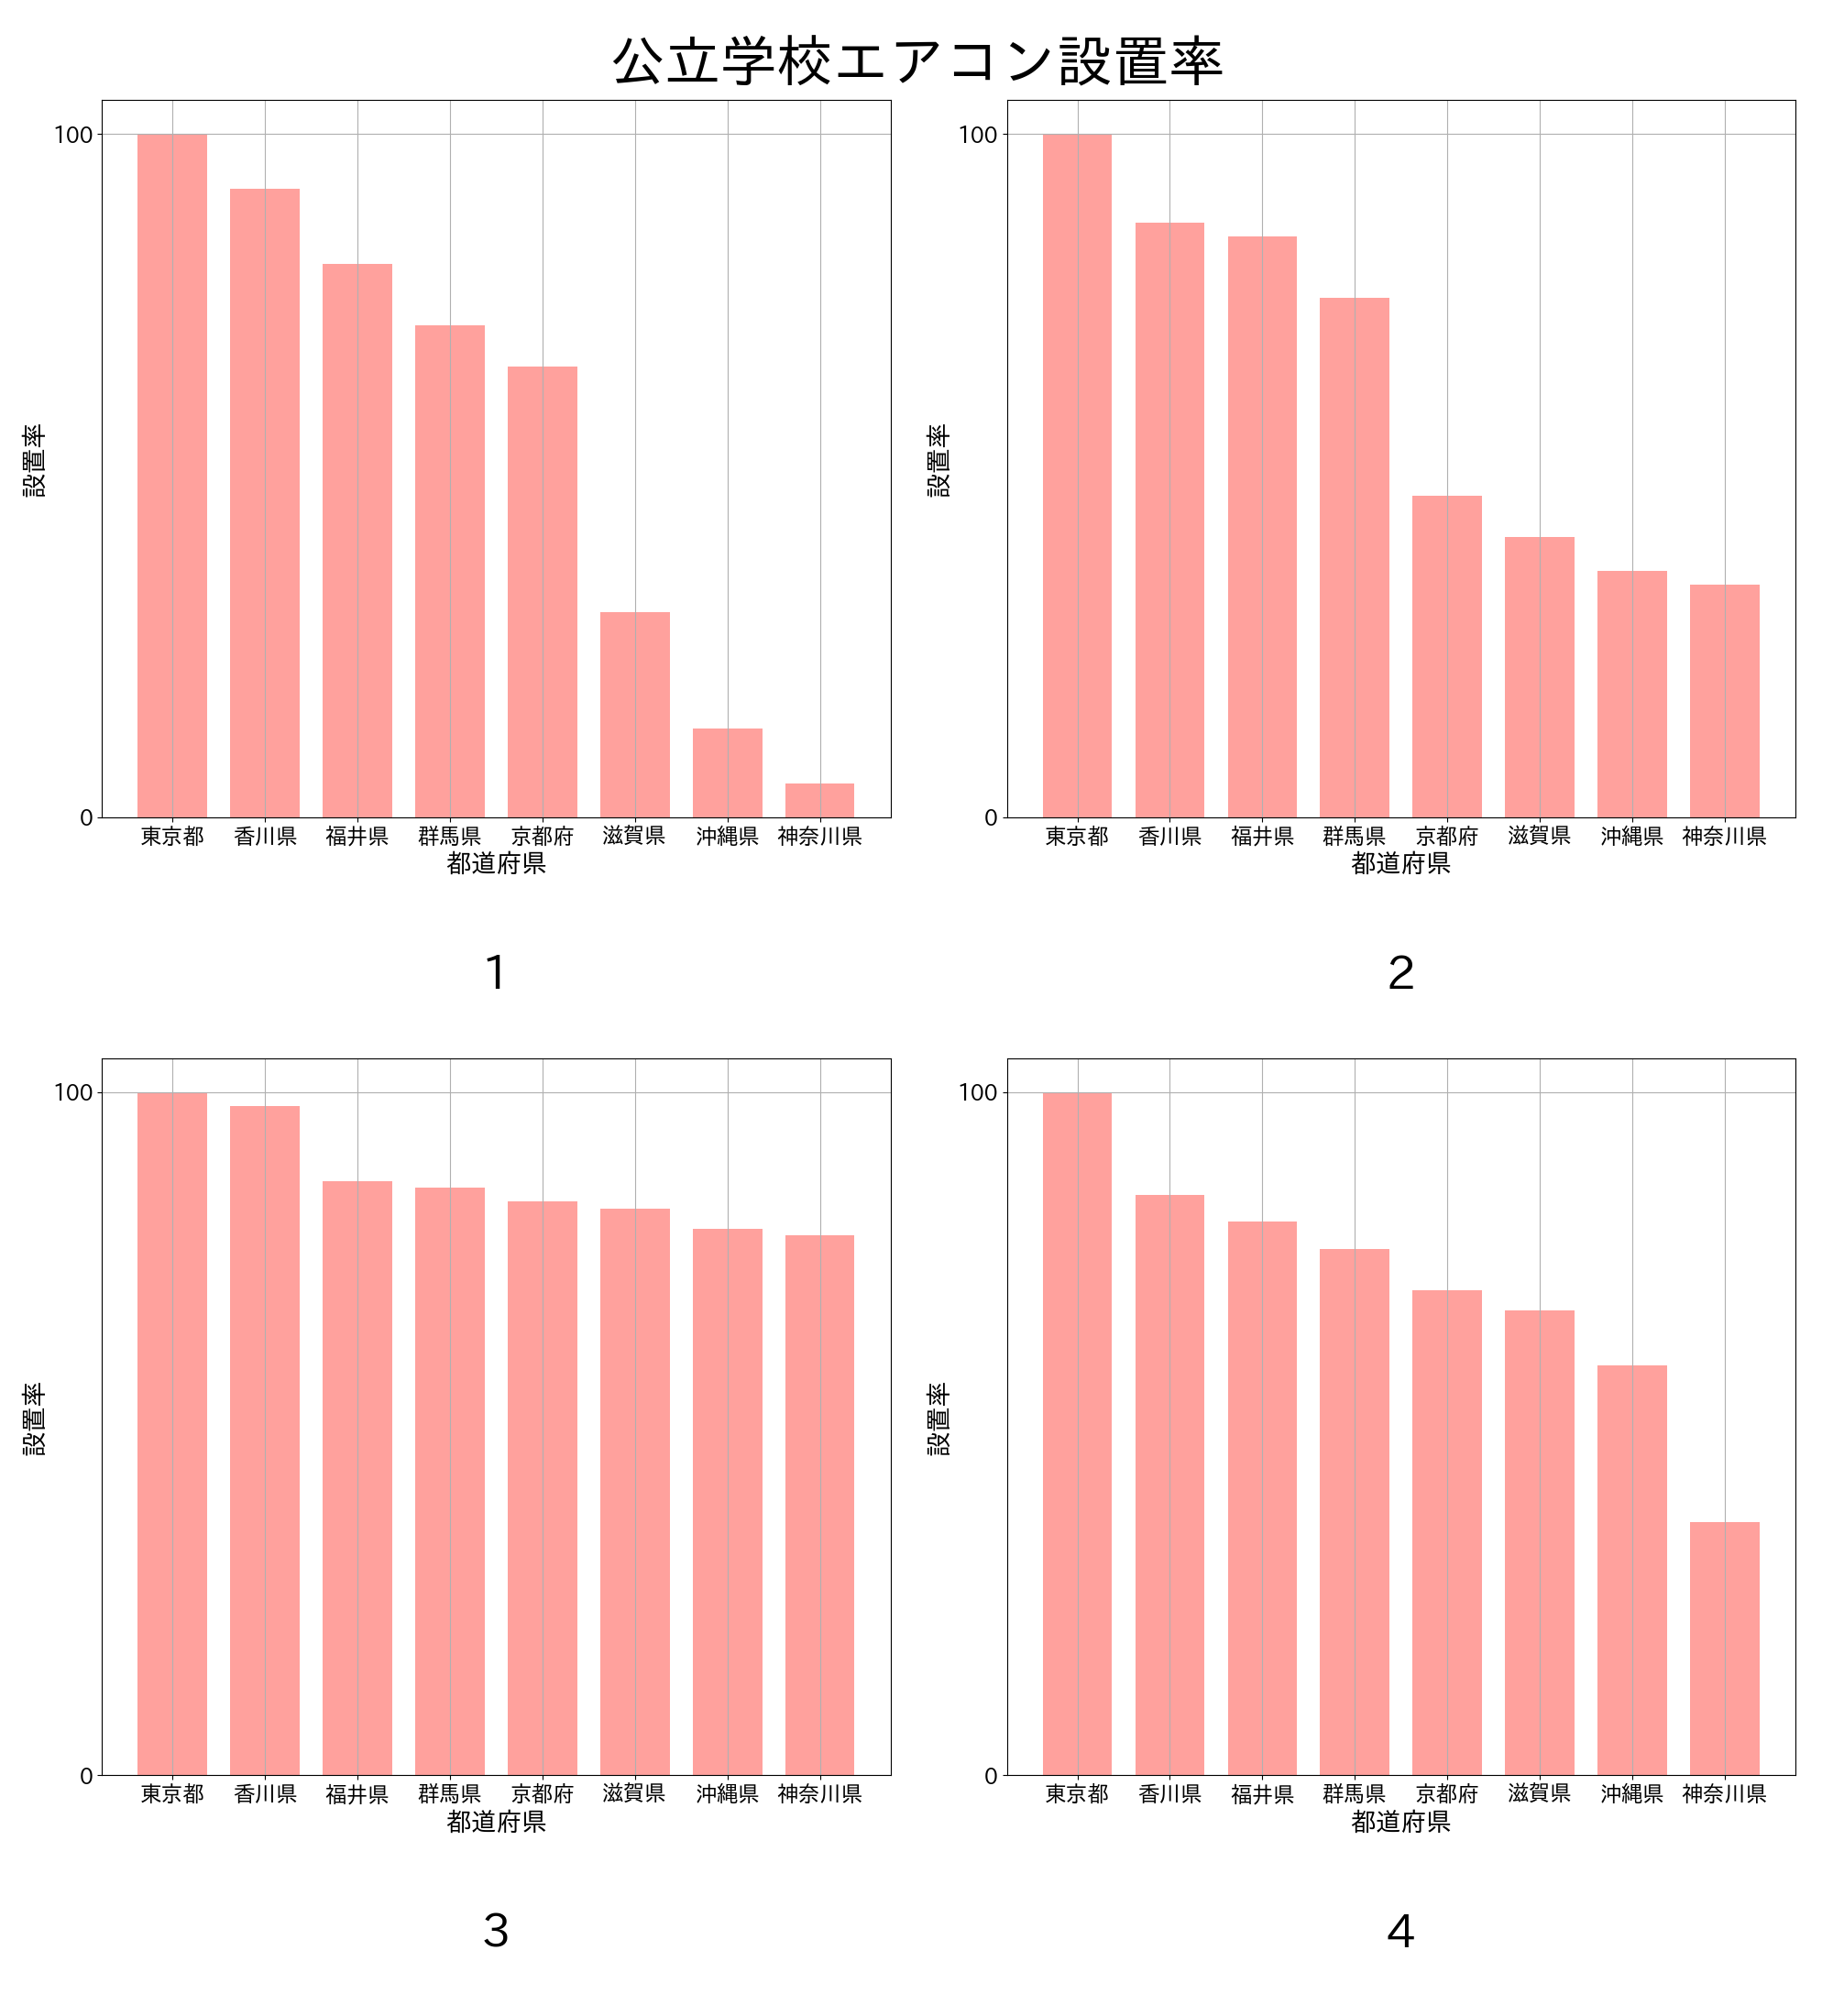 公立学校エアコン設置率
100
0
設置率
東京都 香川県 福井県 群馬県 京都府 滋賀県 沖縄県 神奈川県
都道府県
1
100
0
設置率
東京都 香川県 福井県 群馬県 京都府 滋賀県 沖縄県 神奈川県
都道府県
2
100
0
設置率
東京都 香川県 福井県 群馬県 京都府 滋賀県 沖縄県 神奈川県
都道府県
3
100
0
設置率
東京都 香川県 福井県 群馬県 京都府 滋賀県 沖縄県 神奈川県
都道府県
4